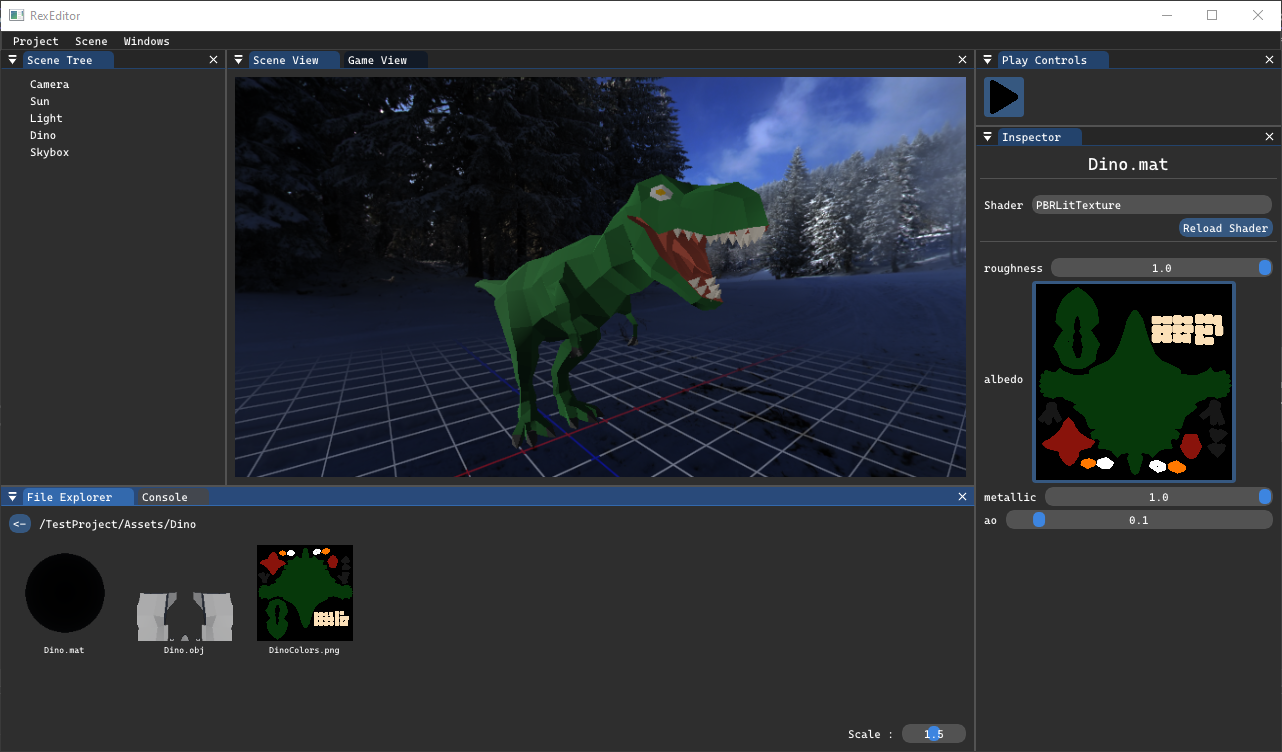 RexEditor
Project Scene Windows
Scene Tree
Camera
Sun
Light
Dino
Skybox
Scene View Game View
Play Controls
Inspector
Dino.mat
Shader PBRLitTexture
Reload Shader
roughness 1.0
albedo
metallic 1.0
ao 0.1
File Explorer Console
<- /TestProject/Assets/Dino
Dino.mat Dino.obj DinoColors.png
Scale : 1.5